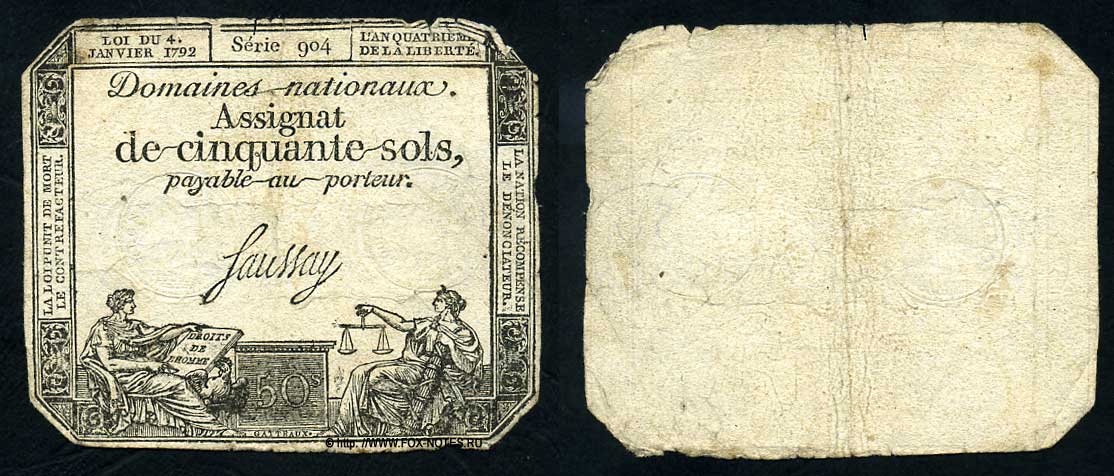 LOI DU 4.
JANVIER 1792
Série 904
L'AN QUATRIEME
DE LA LIBERTÉ.
Domaines nationaux.
Assignat
de cinquante sols,
payable au porteur.
LA LOI PUNIT DE MORT
LE CONTREFACTEUR.
LA NATION RÉCOMPENSE
LE DÉNONCIATEUR.
Saussay
DROITS
DE
L'HOMME
50S
GATTEAUX
© http://WWW.FOX-NOTES.RU